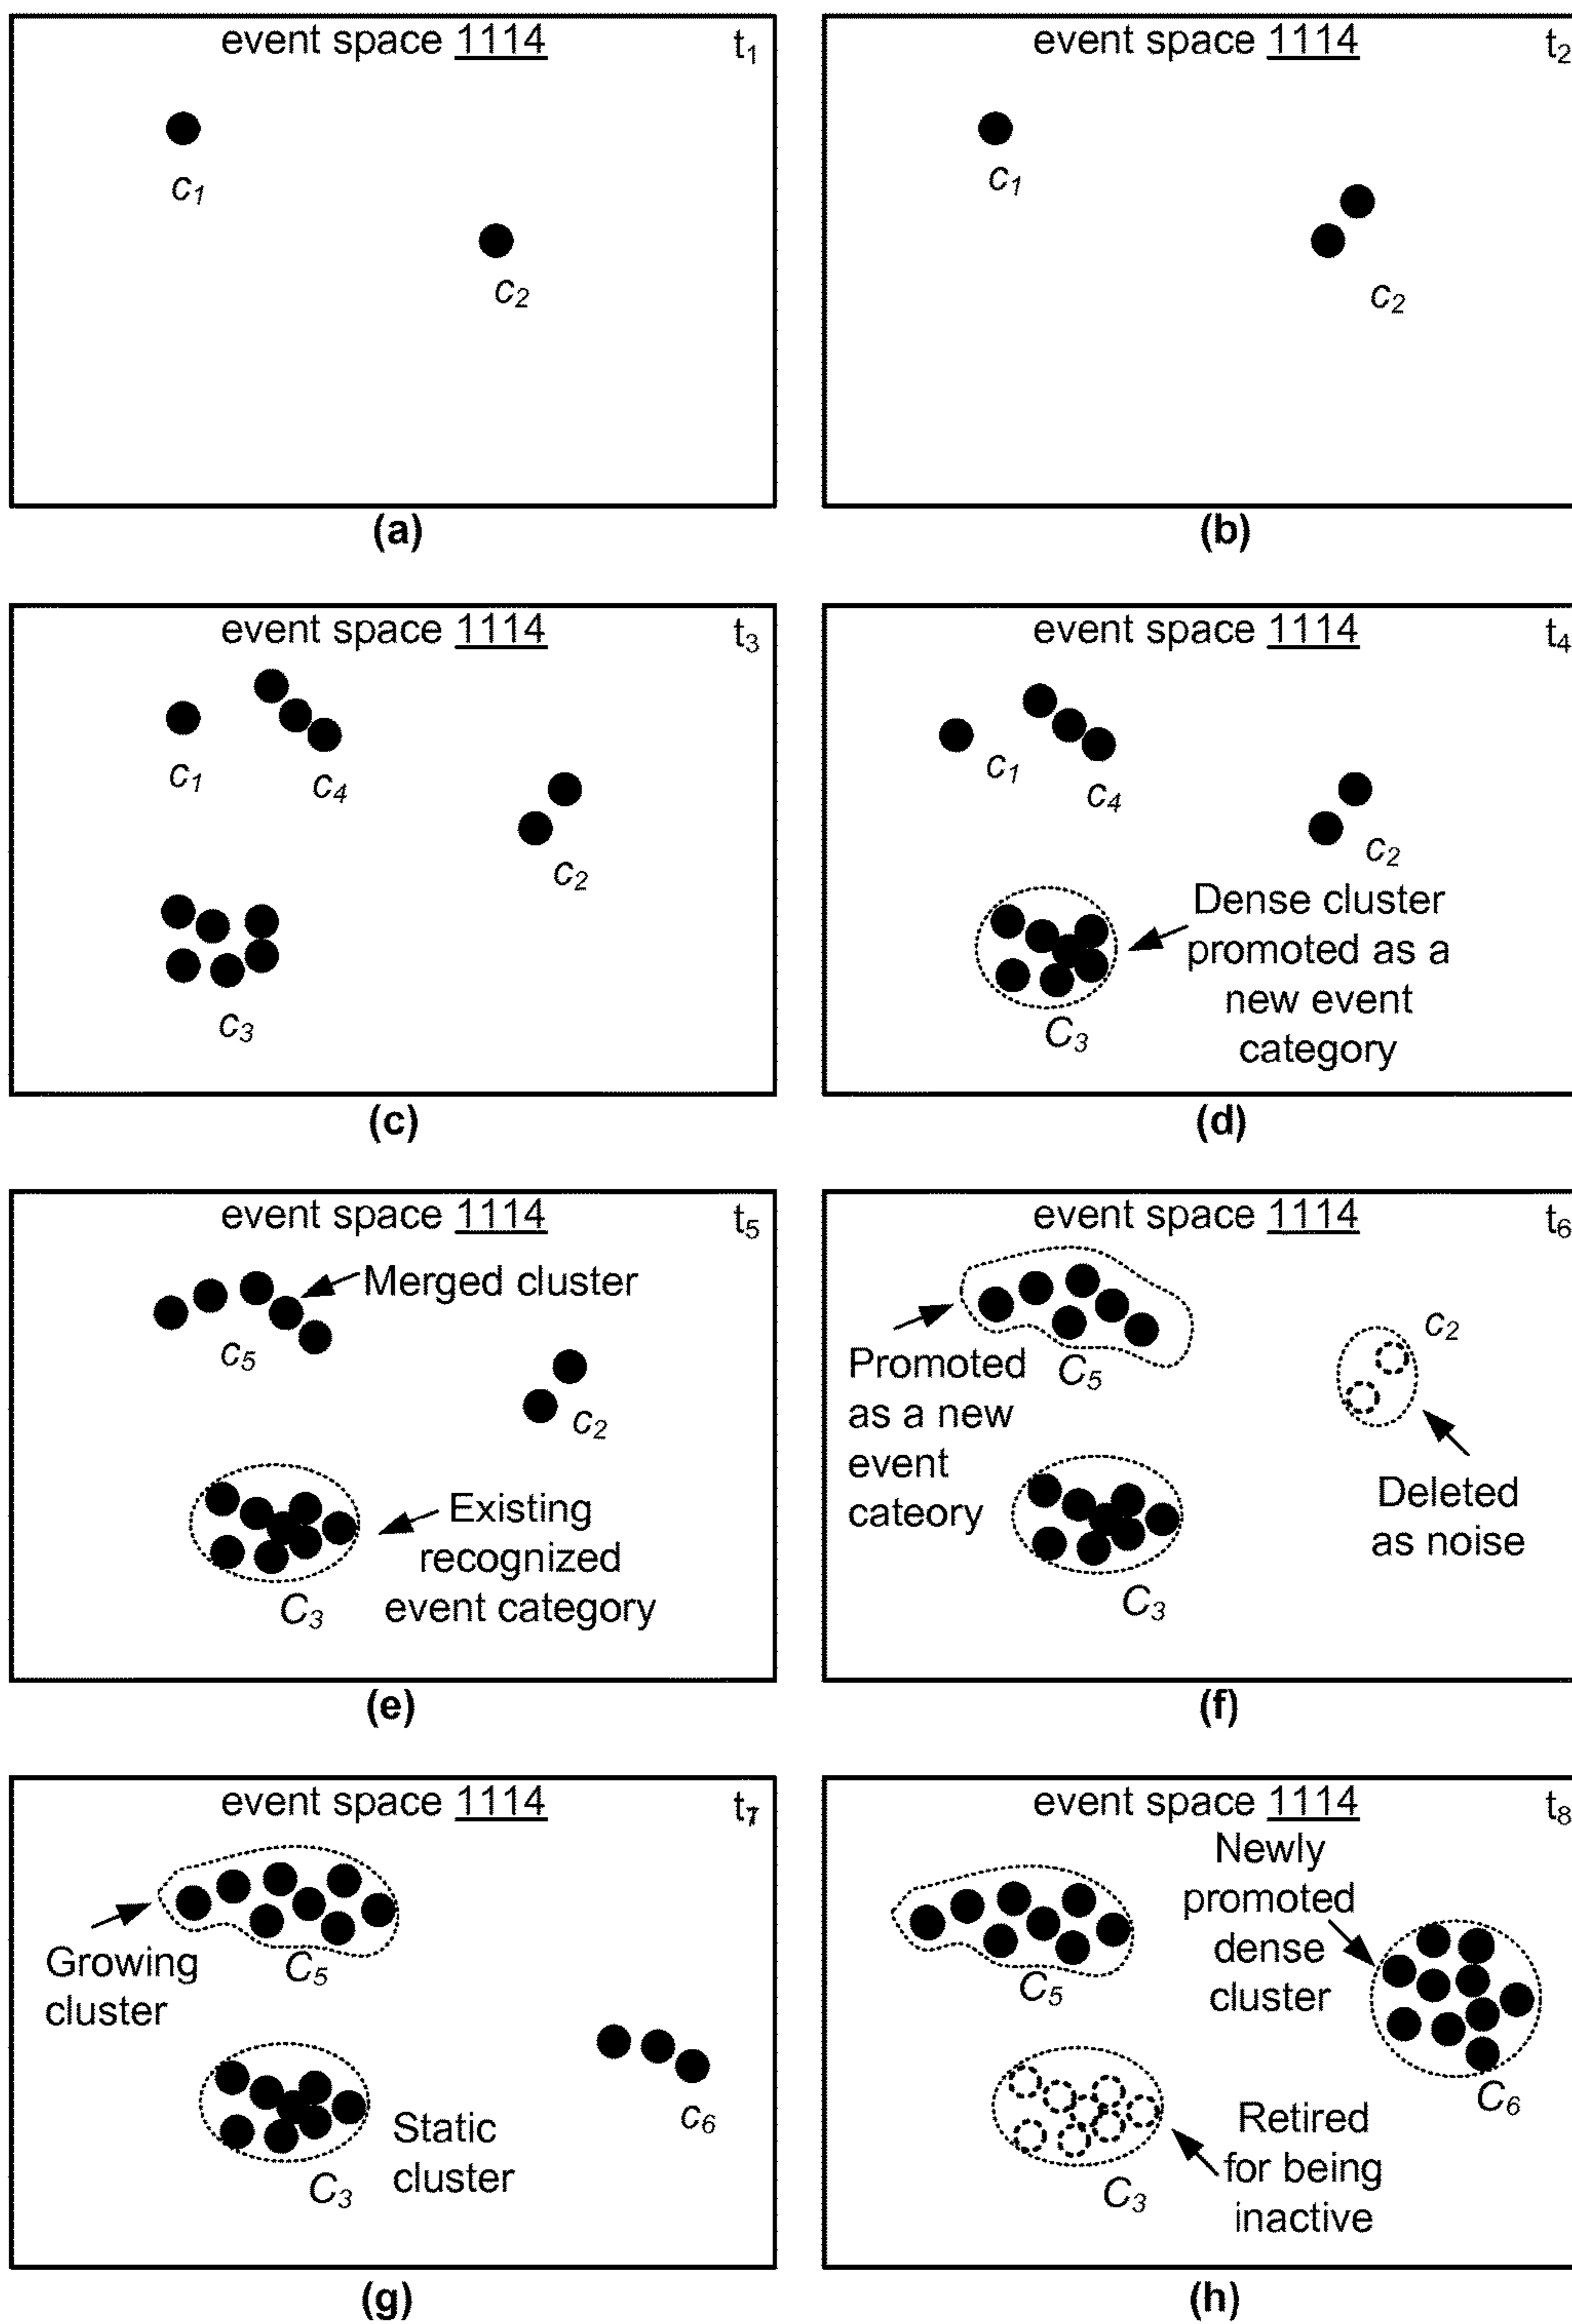 event space 1114 t1
c1
c2
(a)
event space 1114 t2
c1
c2
(b)
event space 1114 t3
c1
c4
c2
c3
(c)
event space 1114 t4
c1
c4
c2
Dense cluster
promoted as a
new event
category
C3
(d)
event space 1114 t5
Merged cluster
c5
c2
Existing
recognized
event category
C3
(e)
event space 1114 t6
c2
Promoted
as a new
event
cateory
C5
Deleted
as noise
C3
(f)
event space 1114 t7
Growing
cluster
C5
c6
Static
cluster
C3
(g)
event space 1114 t8
Newly
promoted
dense
cluster
C5
C6
Retired
for being
inactive
C3
(h)